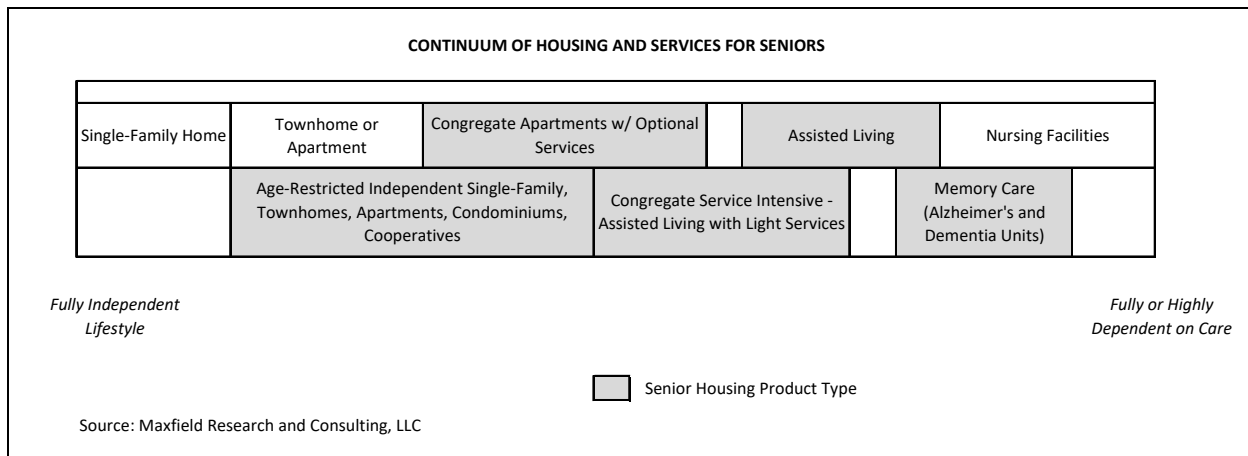 CONTINUUM OF HOUSING AND SERVICES FOR SENIORS
Single-Family Home
Townhome or
Apartment
Congregate Apartments w/ Optional
Services
Assisted Living
Nursing Facilities
Age-Restricted Independent Single-Family,
Townhomes, Apartments, Condominiums,
Cooperatives
Congregate Service Intensive -
Assisted Living with Light Services
Memory Care
(Alzheimer's and
Dementia Units)
Fully Independent
Lifestyle
Fully or Highly
Dependent on Care
Senior Housing Product Type
Source: Maxfield Research and Consulting, LLC